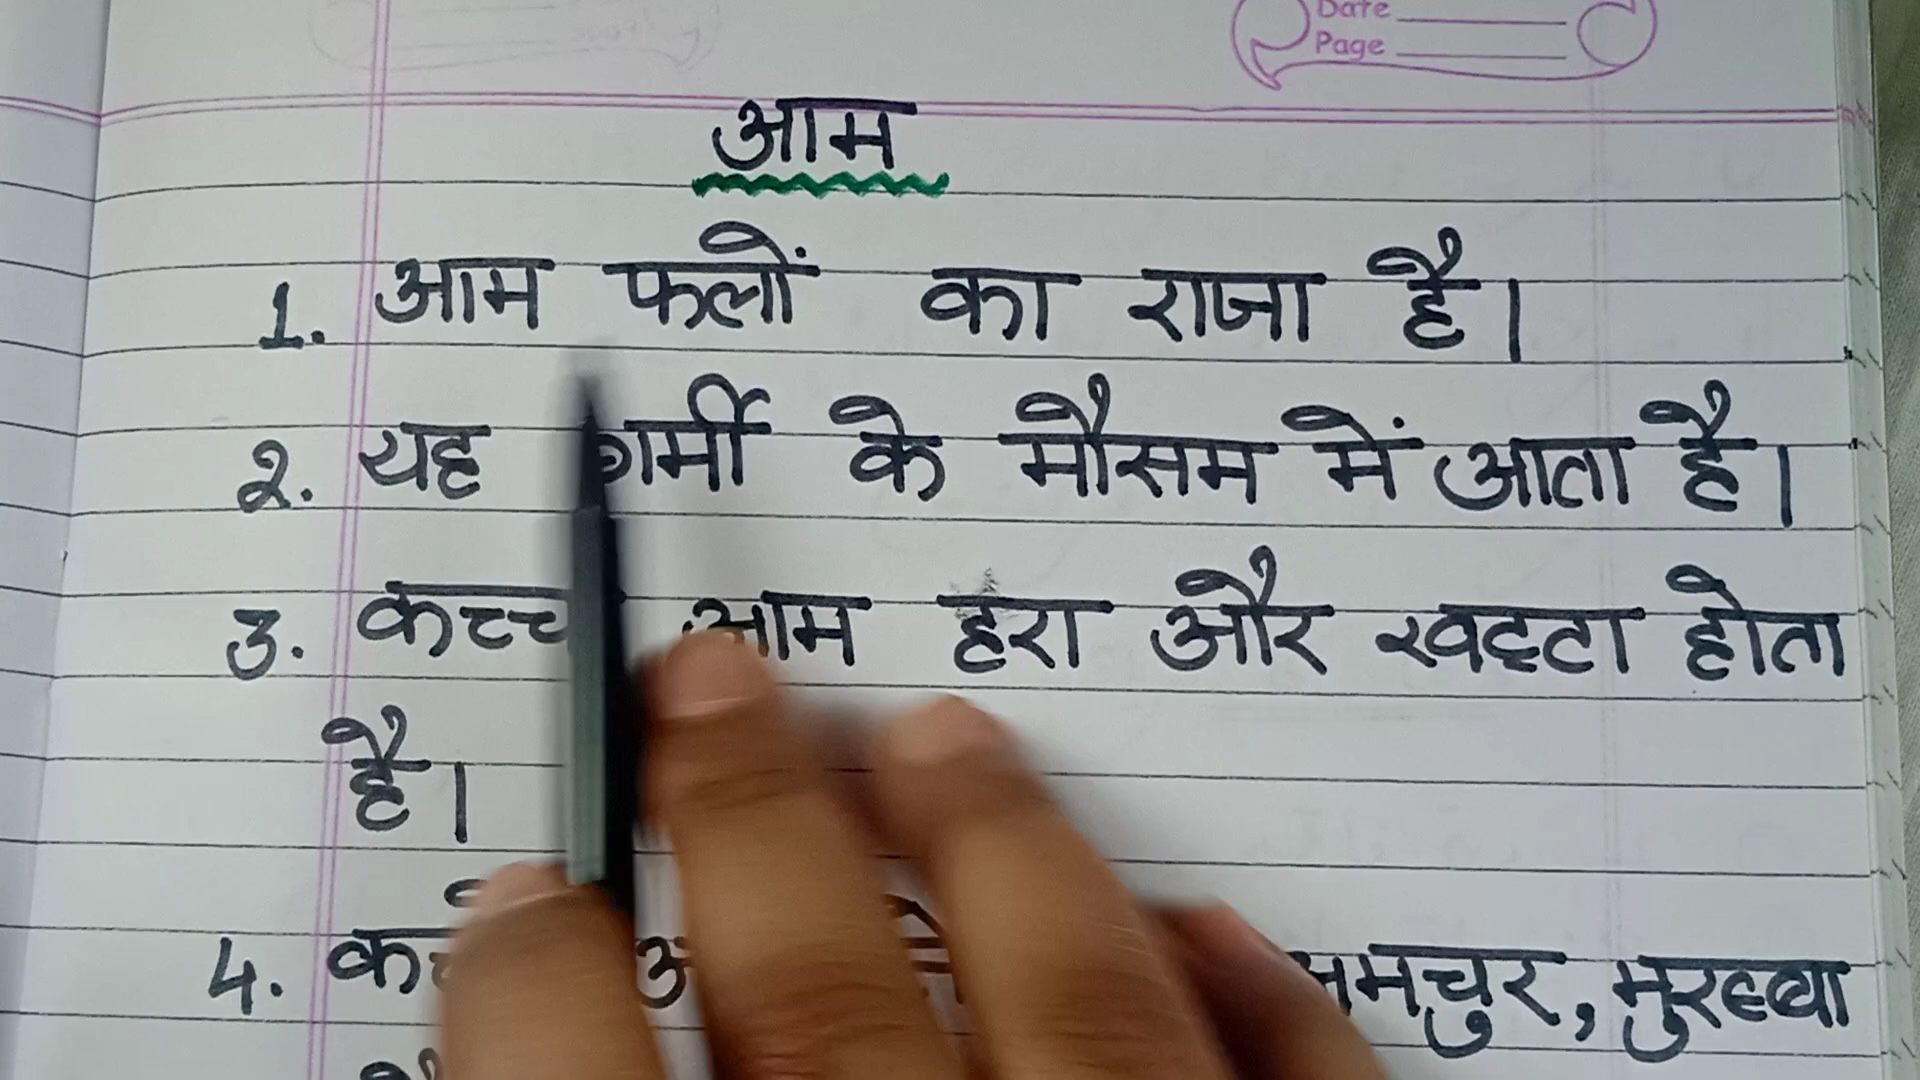 Date
Page
आम
1. आम फलों का राजा है।
2. यह गर्मी के मौसम में आता है।
3. आम हरा और खट्टा होता
है।
4. अमचुर, मुरब्बा